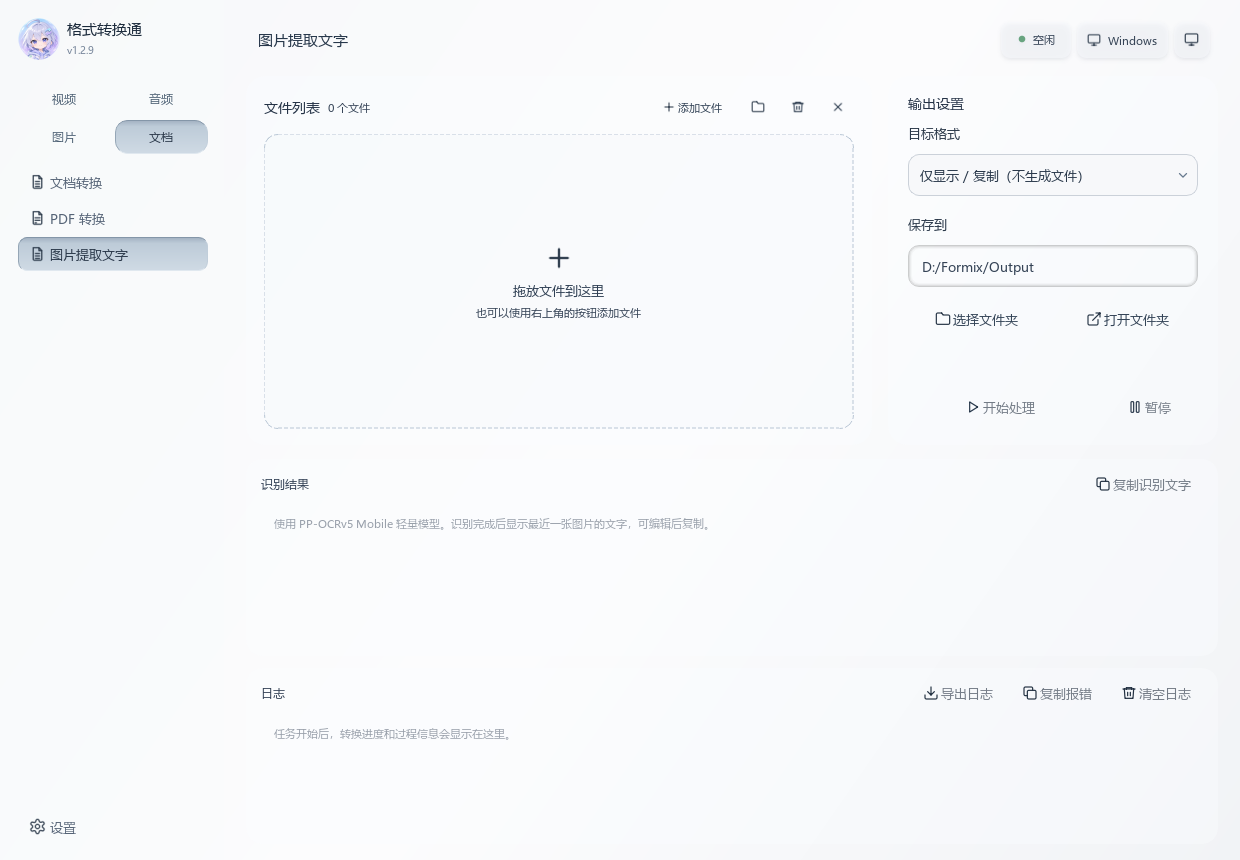 格式转换通
v1.2.9
视频
音频
图片
文档
文档转换
PDF 转换
图片提取文字
设置
图片提取文字
空闲
Windows
文件列表 0 个文件
添加文件
拖放文件到这里
也可以使用右上角的按钮添加文件
输出设置
目标格式
仅显示 / 复制（不生成文件）
保存到
D:/Formix/Output
选择文件夹
打开文件夹
开始处理
暂停
识别结果
复制识别文字
使用 PP-OCRv5 Mobile 轻量模型。识别完成后显示最近一张图片的文字，可编辑后复制。
日志
导出日志
复制报错
清空日志
任务开始后，转换进度和过程信息会显示在这里。